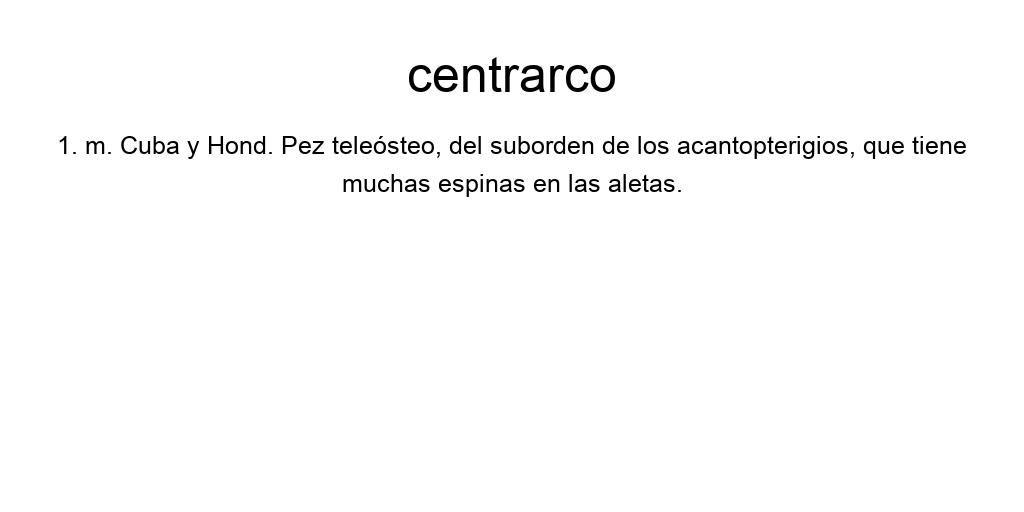 centrarco
1. m. Cuba y Hond. Pez teleósteo, del suborden de los acantopterigios, que tiene
muchas espinas en las aletas.